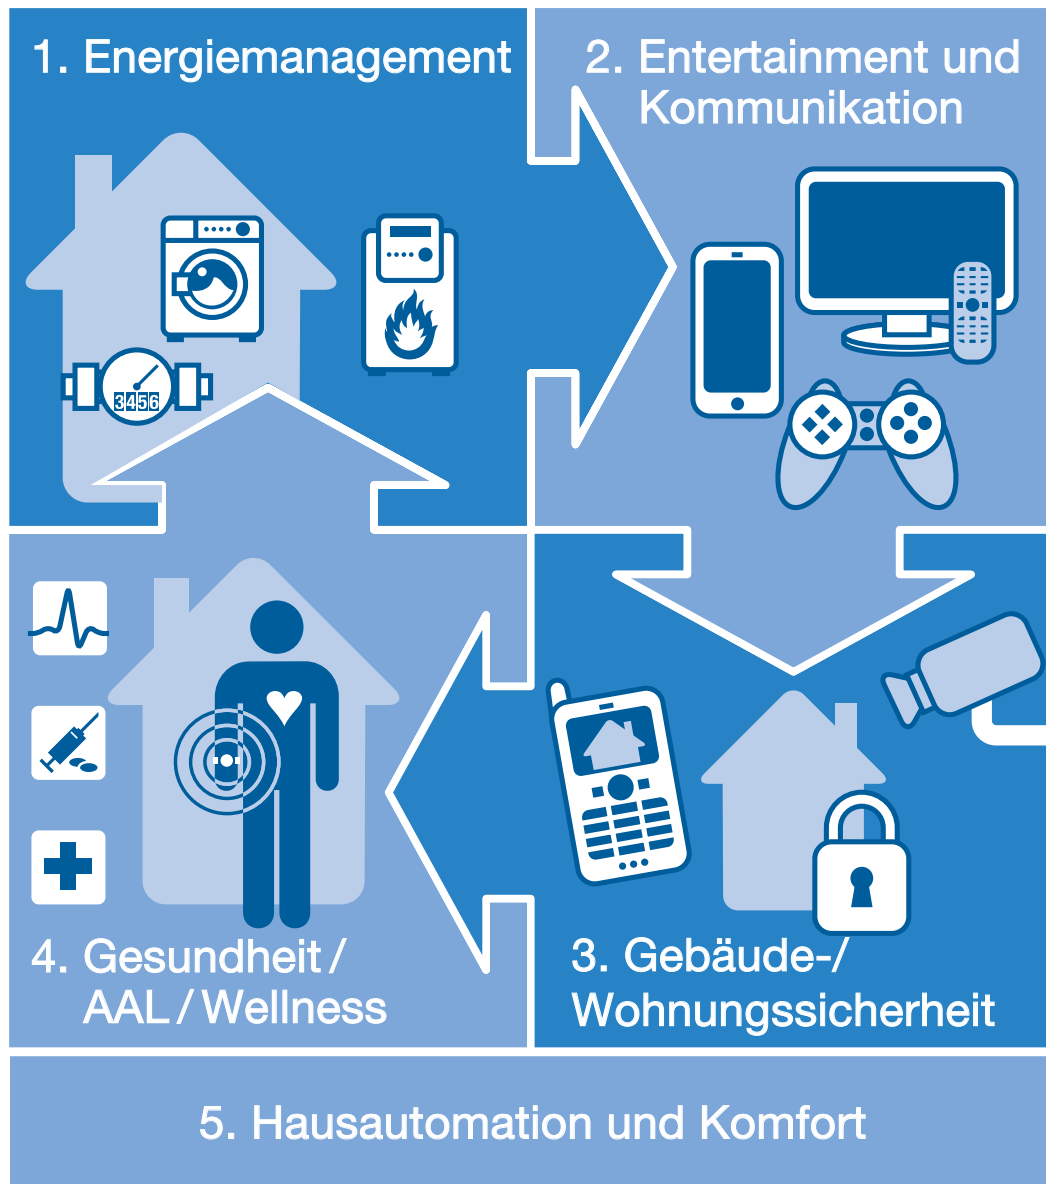 1. Energiemanagement
2. Entertainment und
Kommunikation
3456
3. Gebäude-/
Wohnungssicherheit
4. Gesundheit/
AAL/Wellness
5. Hausautomation und Komfort